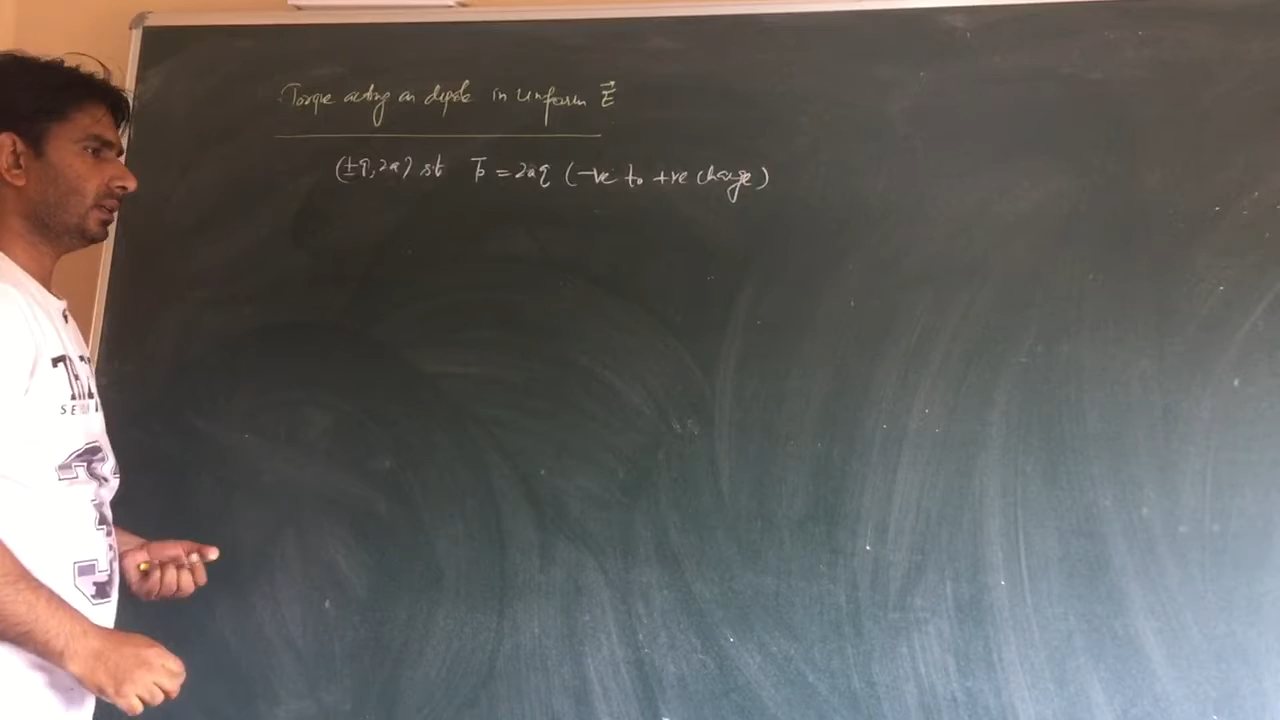 Torque acting on dipole in uniform E⃗
(±q, 2a) st P⃗ = 2aq (-ve to +ve charge)